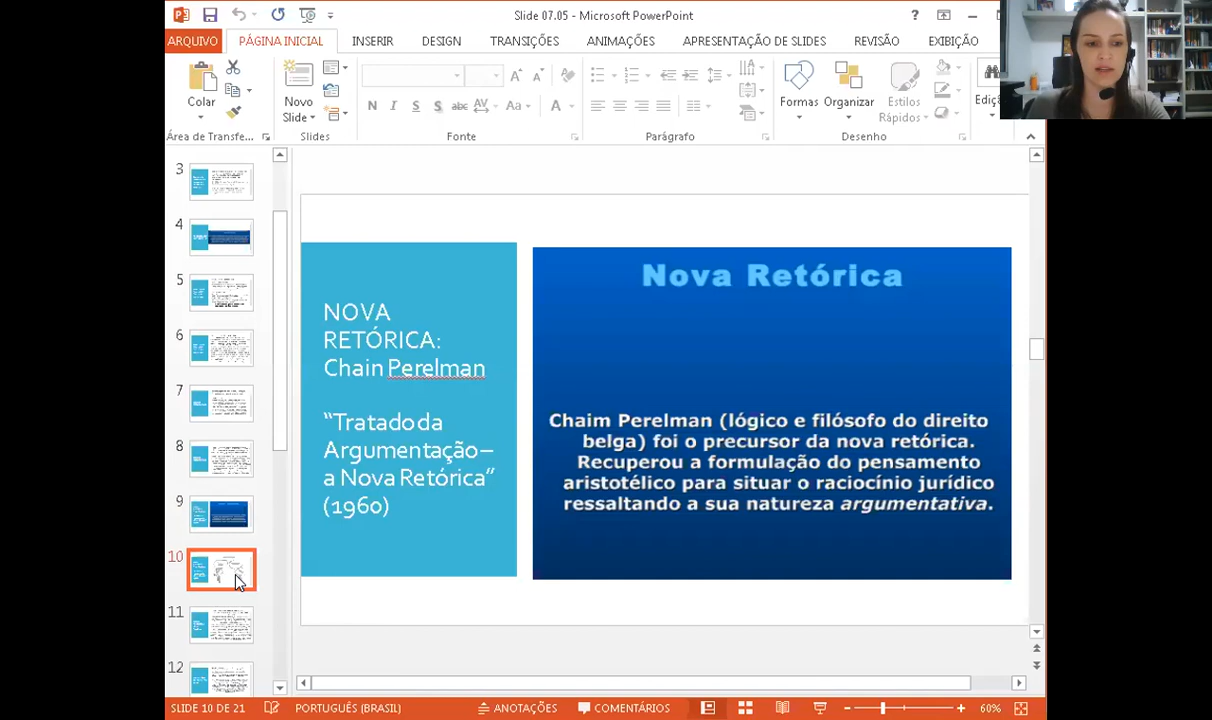 Slide 07.05 - Microsoft PowerPoint
?
ARQUIVO
PÁGINA INICIAL
INSERIR
DESIGN
TRANSIÇÕES
ANIMAÇÕES
APRESENTAÇÃO DE SLIDES
REVISÃO
EXIBIÇÃO
Colar
Novo
Slide
N I S S abc AV Aa A
Formas
Organizar
Estilos
Rápidos
Ediçã
Área de Transfe...
Slides
Fonte
Parágrafo
Desenho
3
4
5
6
7
8
9
10
11
12
NOVA
RETÓRICA:
Chain Perelman
“Tratado da
Argumentação –
a Nova Retórica”
(1960)
Nova Retórica
Chaim Perelman (lógico e filósofo do direito
belga) foi o precursor da nova retórica.
Recuperou a formulação do pensamento
aristotélico para situar o raciocínio jurídico
ressaltando a sua natureza argumentativa.
SLIDE 10 DE 21
PORTUGUÊS (BRASIL)
ANOTAÇÕES
COMENTÁRIOS
60%